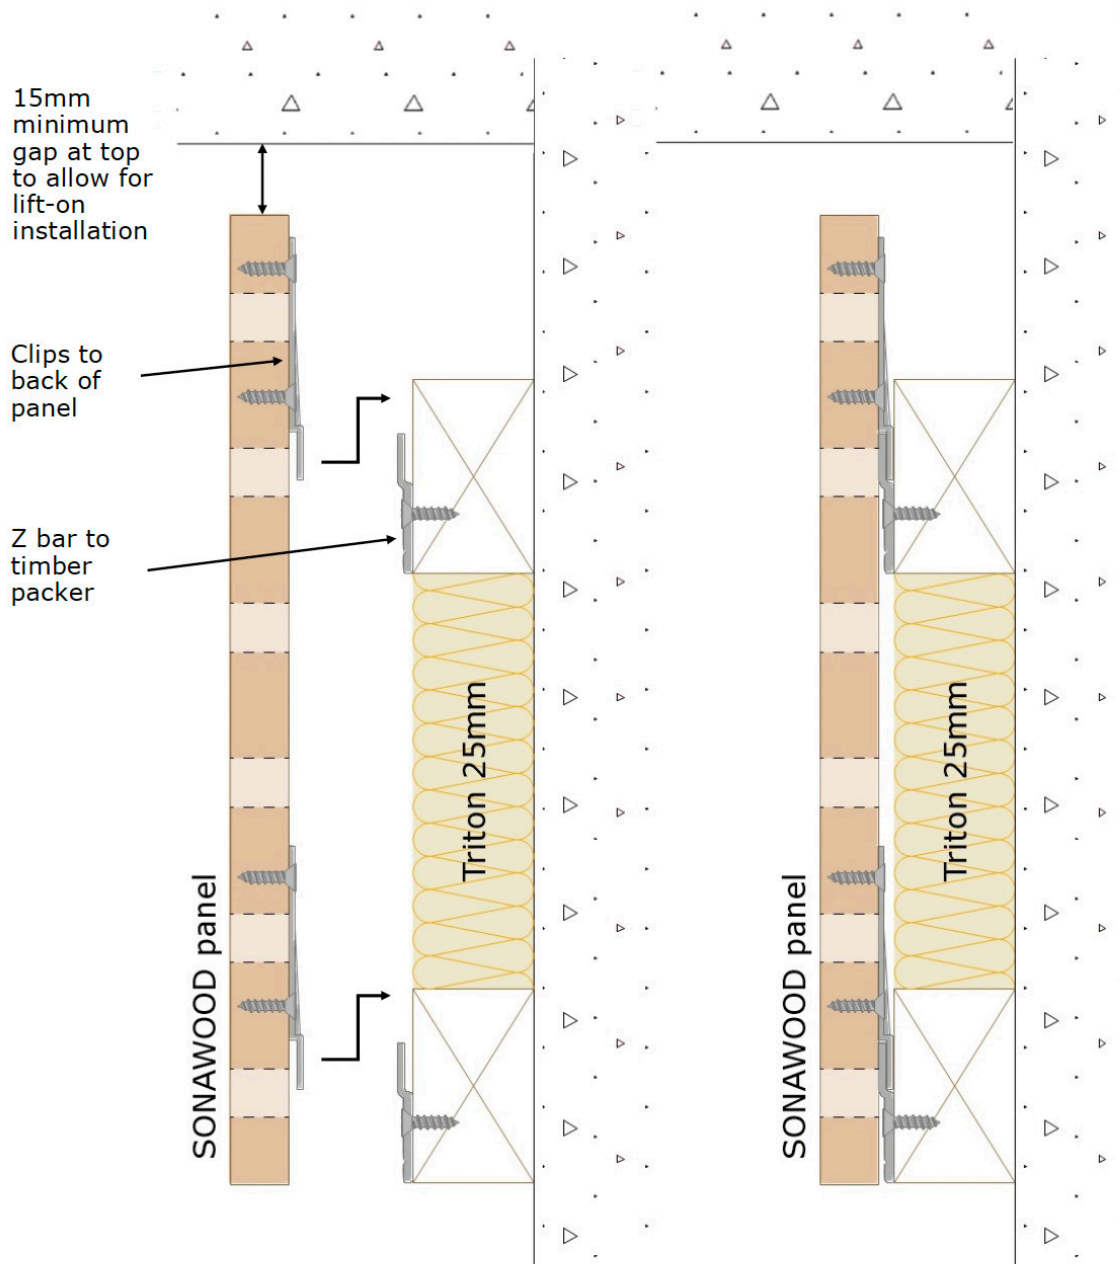 15mm
minimum
gap at top
to allow for
lift-on
installation
Clips to
back of
panel
Z bar to
timber
packer
SONAWOOD panel
Triton 25mm
SONAWOOD panel
Triton 25mm